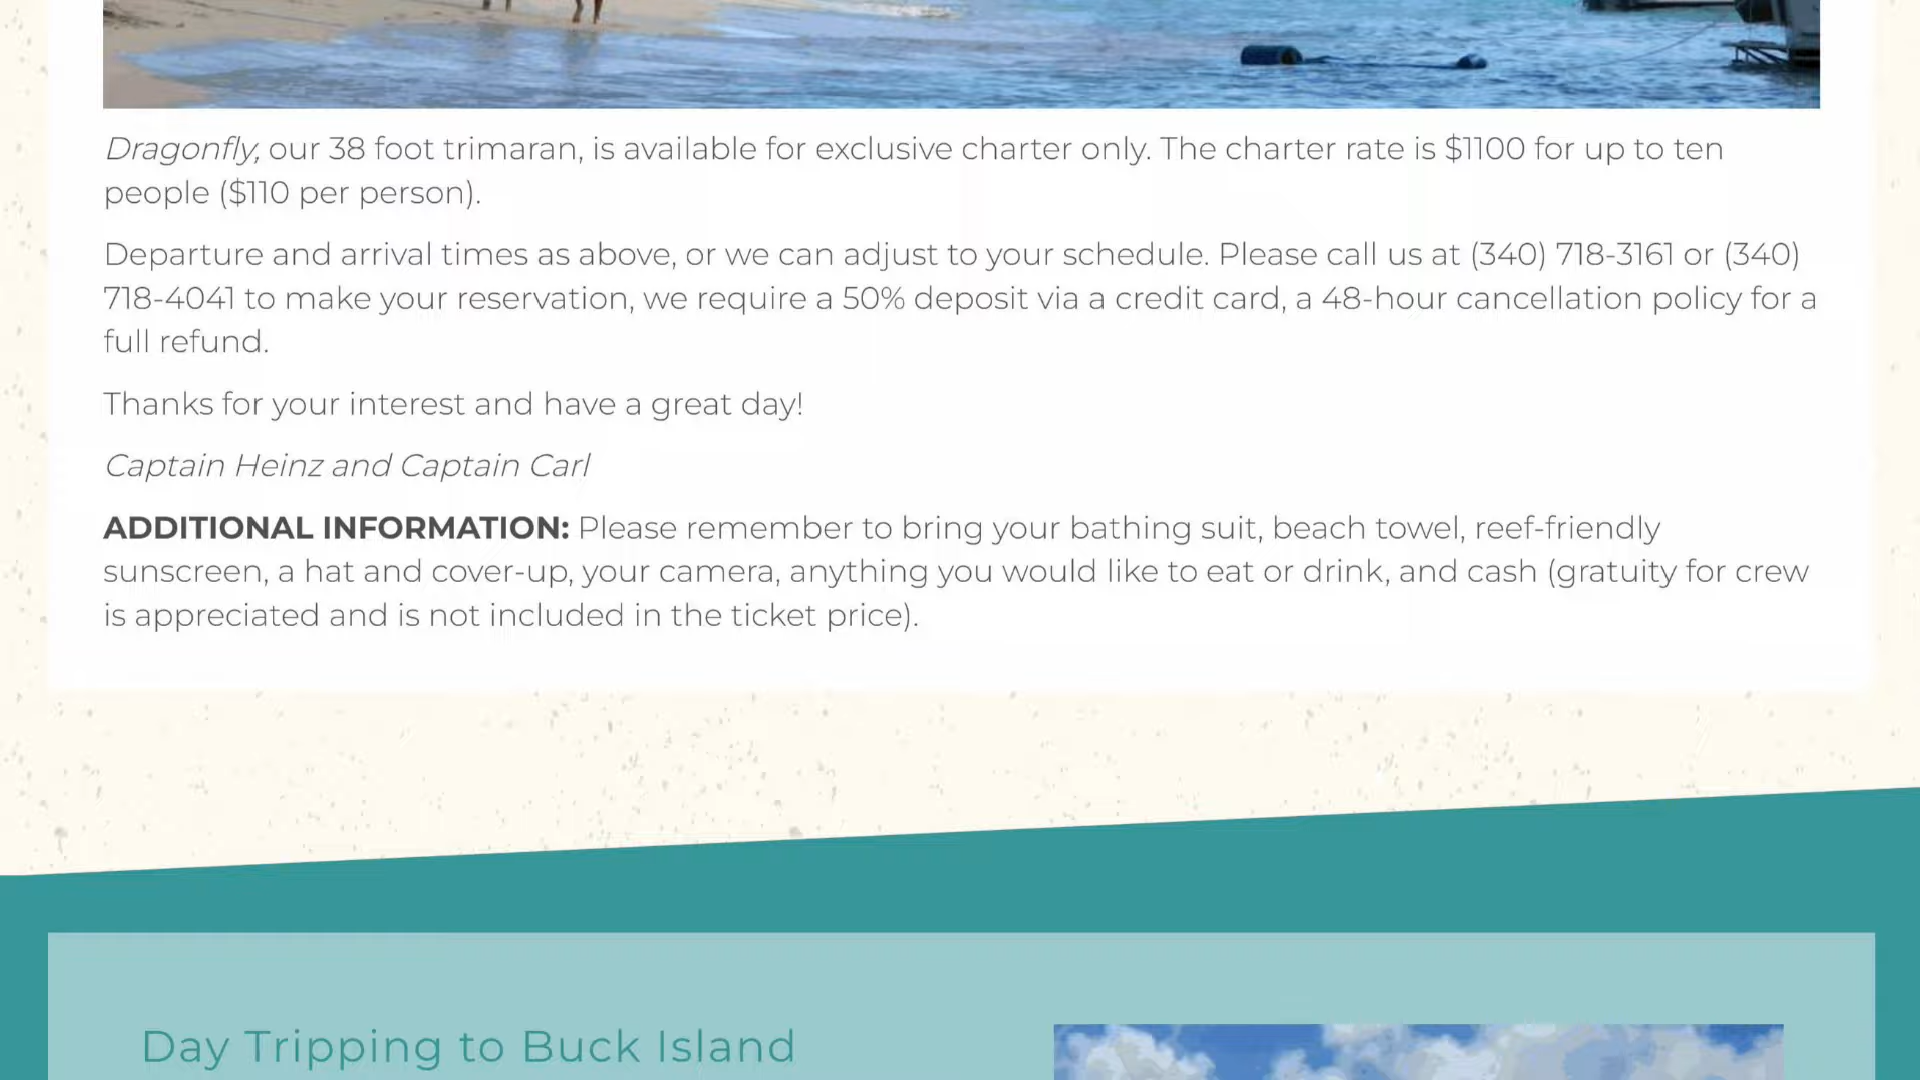 Dragonfly, our 38 foot trimaran, is available for exclusive charter only. The charter rate is $1100 for up to ten
people ($110 per person).
Departure and arrival times as above, or we can adjust to your schedule. Please call us at (340) 718-3161 or (340)
718-4041 to make your reservation, we require a 50% deposit via a credit card, a 48-hour cancellation policy for a
full refund.
Thanks for your interest and have a great day!
Captain Heinz and Captain Carl
ADDITIONAL INFORMATION: Please remember to bring your bathing suit, beach towel, reef-friendly
sunscreen, a hat and cover-up, your camera, anything you would like to eat or drink, and cash (gratuity for crew
is appreciated and is not included in the ticket price).
Day Tripping to Buck Island